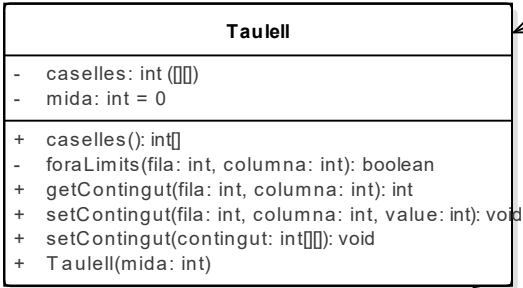 Taulell
- caselles: int ([][])
- mida: int = 0
+ caselles(): int[]
- foraLimits(fila: int, columna: int): boolean
+ getContingut(fila: int, columna: int): int
+ setContingut(fila: int, columna: int, value: int): void
+ setContingut(contingut: int[][]): void
+ Taulell(mida: int)